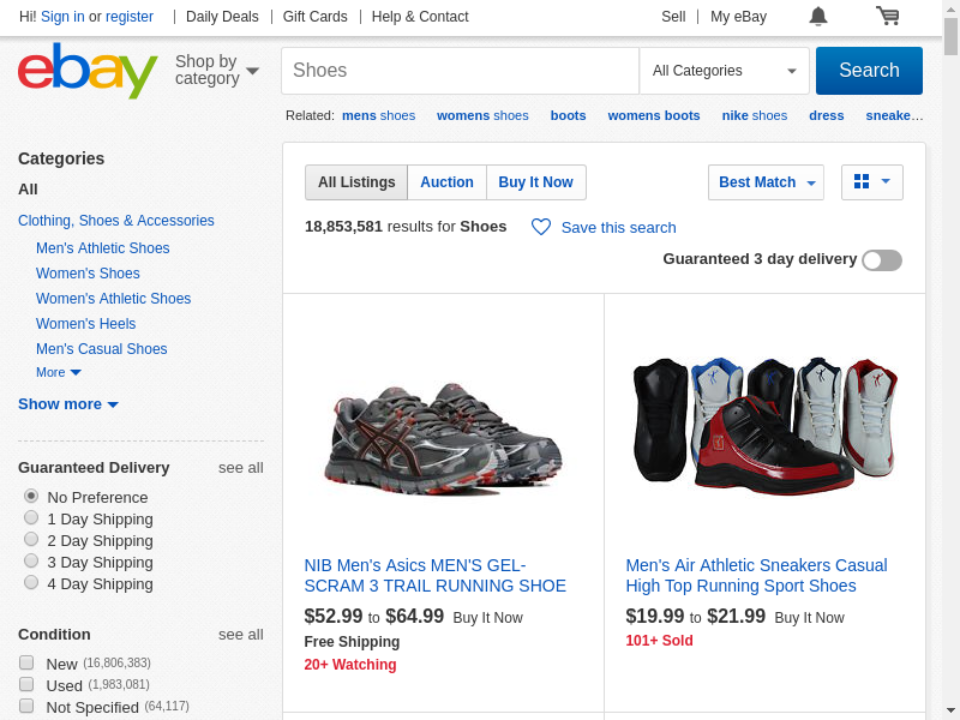 Hi! Sign in or register | Daily Deals | Gift Cards | Help & Contact
Sell | My eBay
ebay
Shop by
category
Shoes
All Categories
Search
Related: mens shoes womens shoes boots womens boots nike shoes dress sneake...
Categories
All
Clothing, Shoes & Accessories
Men's Athletic Shoes
Women's Shoes
Women's Athletic Shoes
Women's Heels
Men's Casual Shoes
More
Show more
Guaranteed Delivery see all
No Preference
1 Day Shipping
2 Day Shipping
3 Day Shipping
4 Day Shipping
Condition see all
New (16,806,383)
Used (1,983,081)
Not Specified (64,117)
All Listings Auction Buy It Now
Best Match
18,853,581 results for Shoes
Save this search
Guaranteed 3 day delivery
NIB Men's Asics MEN'S GEL-
SCRAM 3 TRAIL RUNNING SHOE
$52.99 to $64.99 Buy It Now
Free Shipping
20+ Watching
Men's Air Athletic Sneakers Casual
High Top Running Sport Shoes
$19.99 to $21.99 Buy It Now
101+ Sold